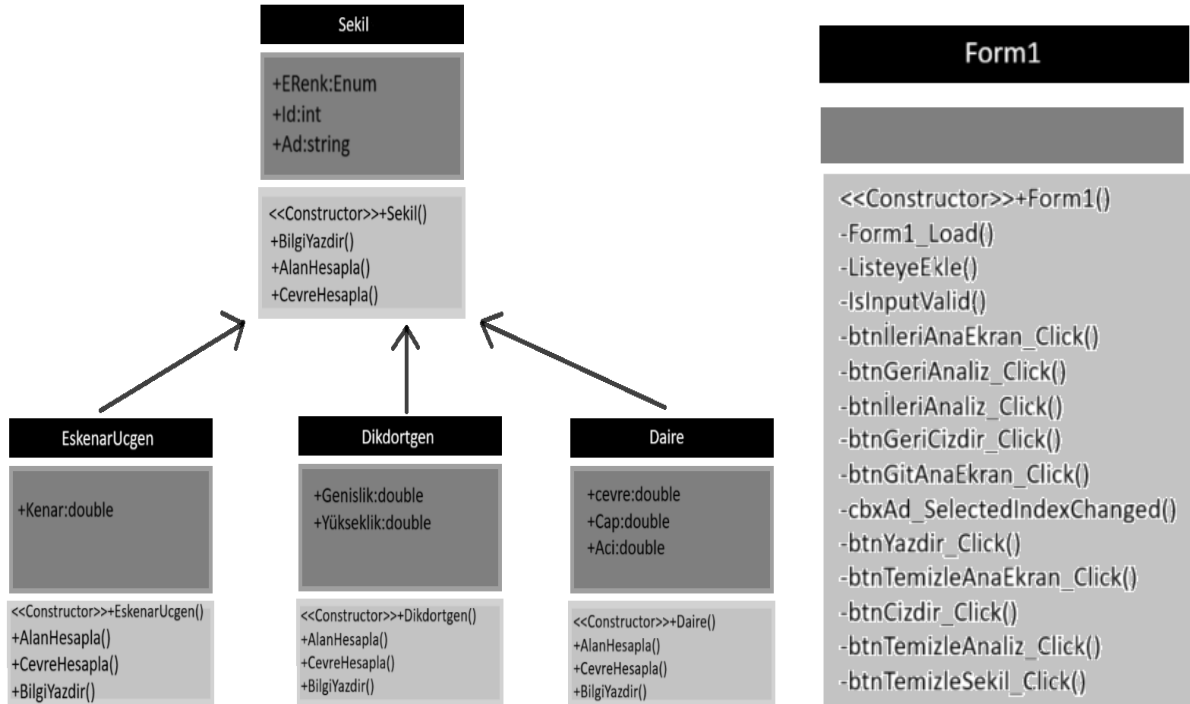 Sekil
+ERenk:Enum
+Id:int
+Ad:string
<<Constructor>>+Sekil()
+BilgiYazdir()
+AlanHesapla()
+CevreHesapla()
EskenarUcgen
+Kenar:double
<<Constructor>>+EskenarUcgen()
+AlanHesapla()
+CevreHesapla()
+BilgiYazdir()
Dikdortgen
+Genislik:double
+Yükseklik:double
<<Constructor>>+Dikdortgen()
+AlanHesapla()
+CevreHesapla()
+BilgiYazdir()
Daire
+cevre:double
+Cap:double
+Aci:double
<<Constructor>>+Daire()
+AlanHesapla()
+CevreHesapla()
+BilgiYazdir()
Form1
<<Constructor>>+Form1()
-Form1_Load()
-ListeyeEkle()
-IsInputValid()
-btnİleriAnaEkran_Click()
-btnGeriAnaliz_Click()
-btnİleriAnaliz_Click()
-btnGeriCizdir_Click()
-btnGitAnaEkran_Click()
-cbxAd_SelectedIndexChanged()
-btnYazdir_Click()
-btnTemizleAnaEkran_Click()
-btnCizdir_Click()
-btnTemizleAnaliz_Click()
-btnTemizleSekil_Click()